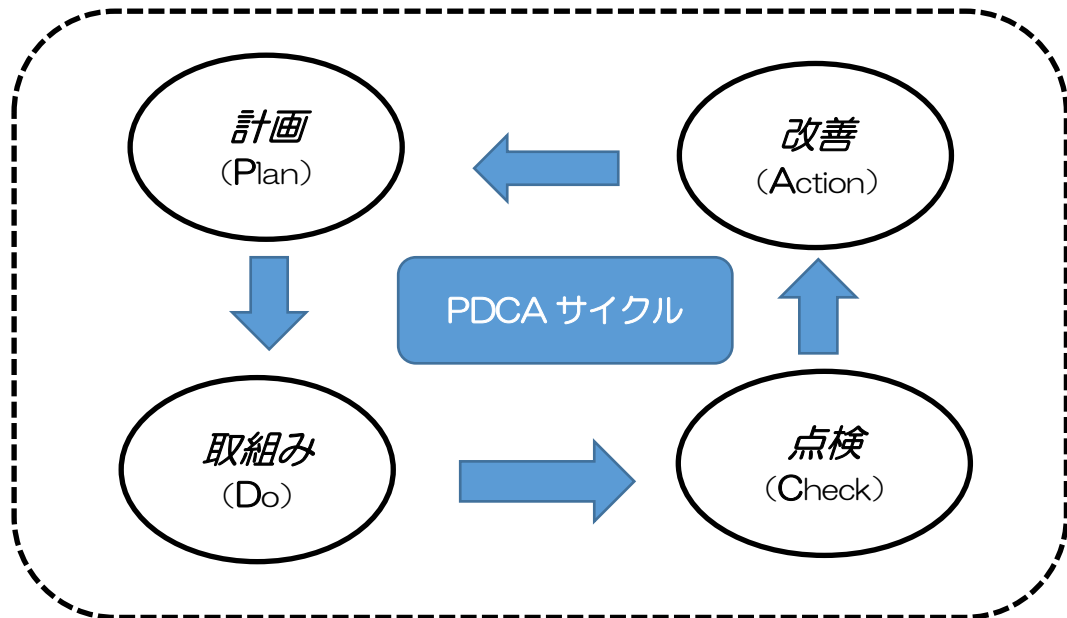 計画
（Plan）
改善
（Action）
PDCA サイクル
取組み
（Do）
点検
（Check）